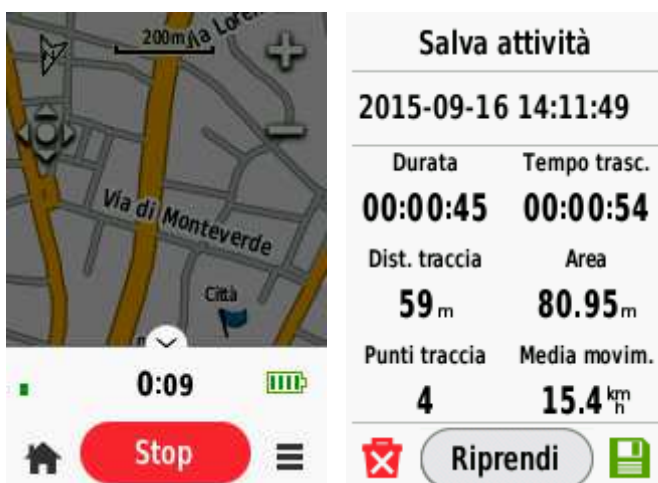 200m
Via di Monteverde
Città
0:09
Stop
Salva attività
2015-09-16 14:11:49
Durata Tempo trasc.
00:00:45 00:00:54
Dist. traccia Area
59 m 80.95 m
Punti traccia Media movim.
4 15.4 km/h
Riprendi